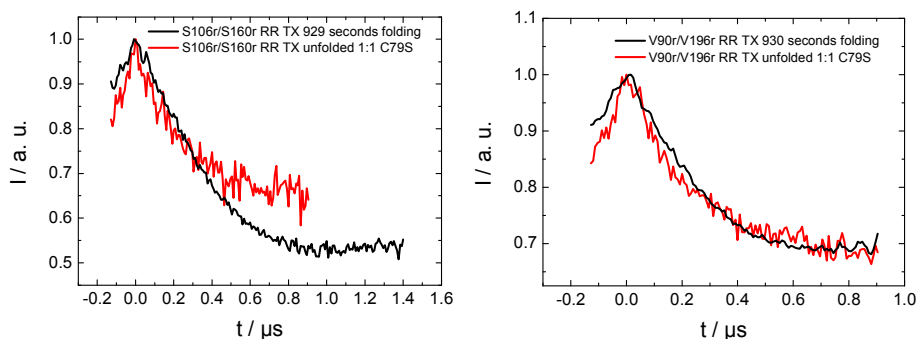 S106r/S160r RR TX 929 seconds folding
S106r/S160r RR TX unfolded 1:1 C79S
1.0
0.9
0.8
0.7
0.6
0.5
I / a. u.
-0.2 0.0 0.2 0.4 0.6 0.8 1.0 1.2 1.4 1.6
t / µs
V90r/V196r RR TX 930 seconds folding
V90r/V196r RR TX unfolded 1:1 C79S
1.0
0.9
0.8
0.7
I / a. u.
-0.2 0.0 0.2 0.4 0.6 0.8 1.0
t / µs